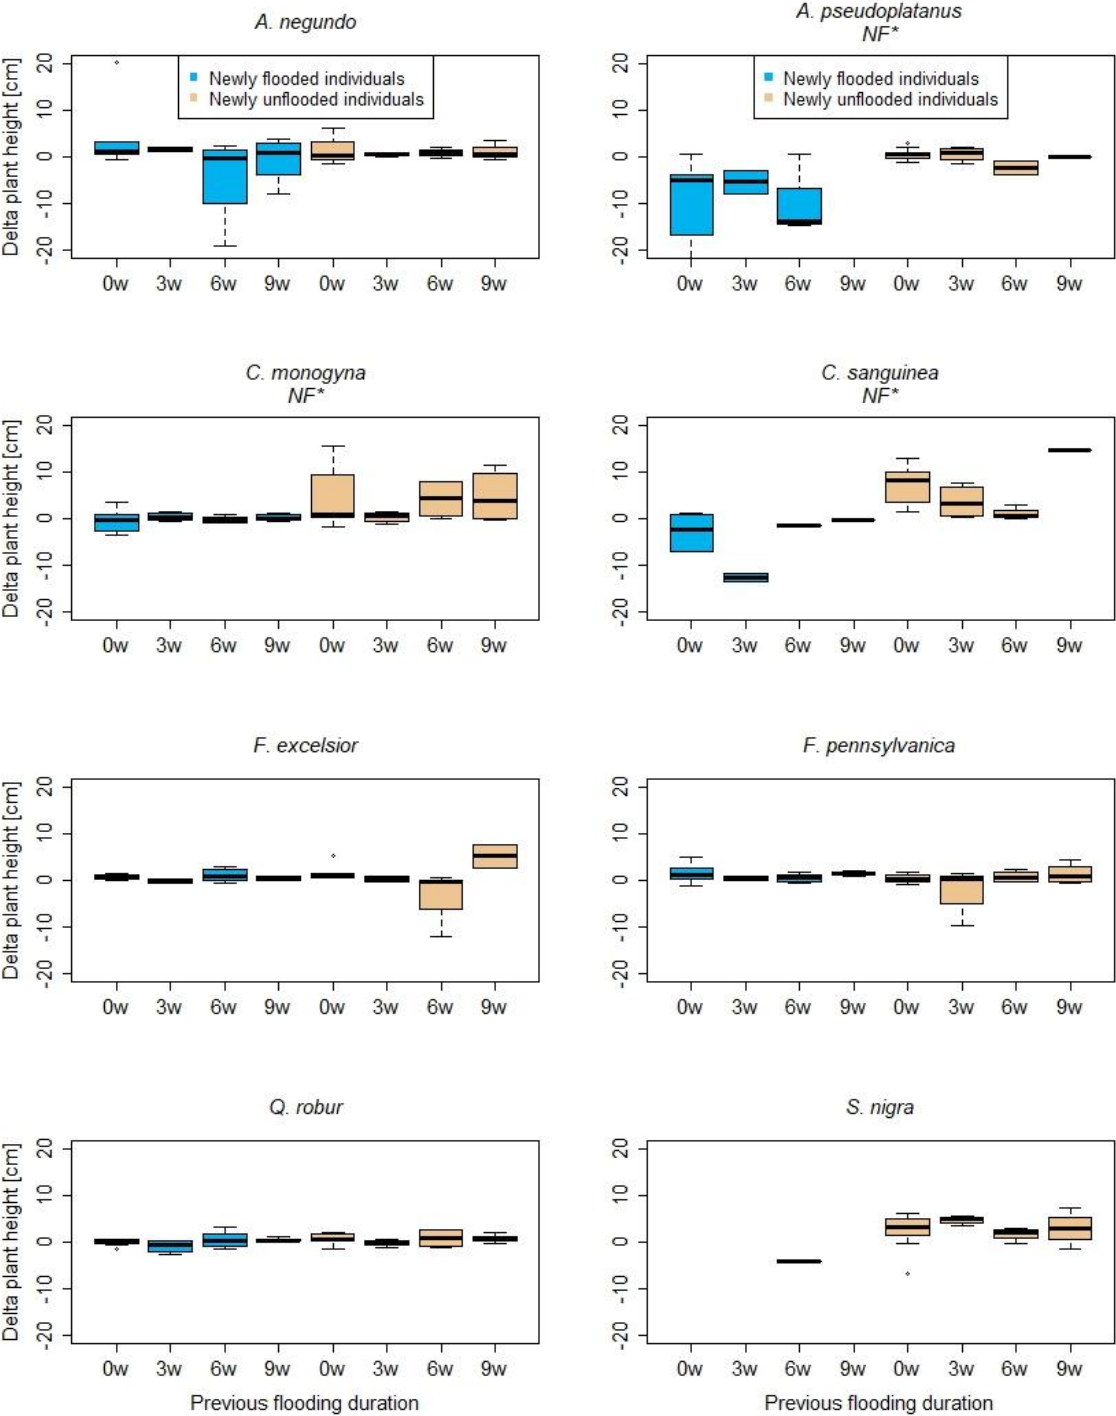 A. negundo
Delta plant height [cm]
20
10
0
-10
-20
Newly flooded individuals
Newly unflooded individuals
0w 3w 6w 9w 0w 3w 6w 9w
A. pseudoplatanus
NF*
20
10
0
-10
-20
Newly flooded individuals
Newly unflooded individuals
0w 3w 6w 9w 0w 3w 6w 9w
C. monogyna
NF*
Delta plant height [cm]
20
10
0
-10
-20
0w 3w 6w 9w 0w 3w 6w 9w
C. sanguinea
NF*
20
10
0
-10
-20
0w 3w 6w 9w 0w 3w 6w 9w
F. excelsior
Delta plant height [cm]
20
10
0
-10
-20
0w 3w 6w 9w 0w 3w 6w 9w
F. pennsylvanica
20
10
0
-10
-20
0w 3w 6w 9w 0w 3w 6w 9w
Q. robur
Delta plant height [cm]
20
10
0
-10
-20
0w 3w 6w 9w 0w 3w 6w 9w
Previous flooding duration
S. nigra
20
10
0
-10
-20
0w 3w 6w 9w 0w 3w 6w 9w
Previous flooding duration